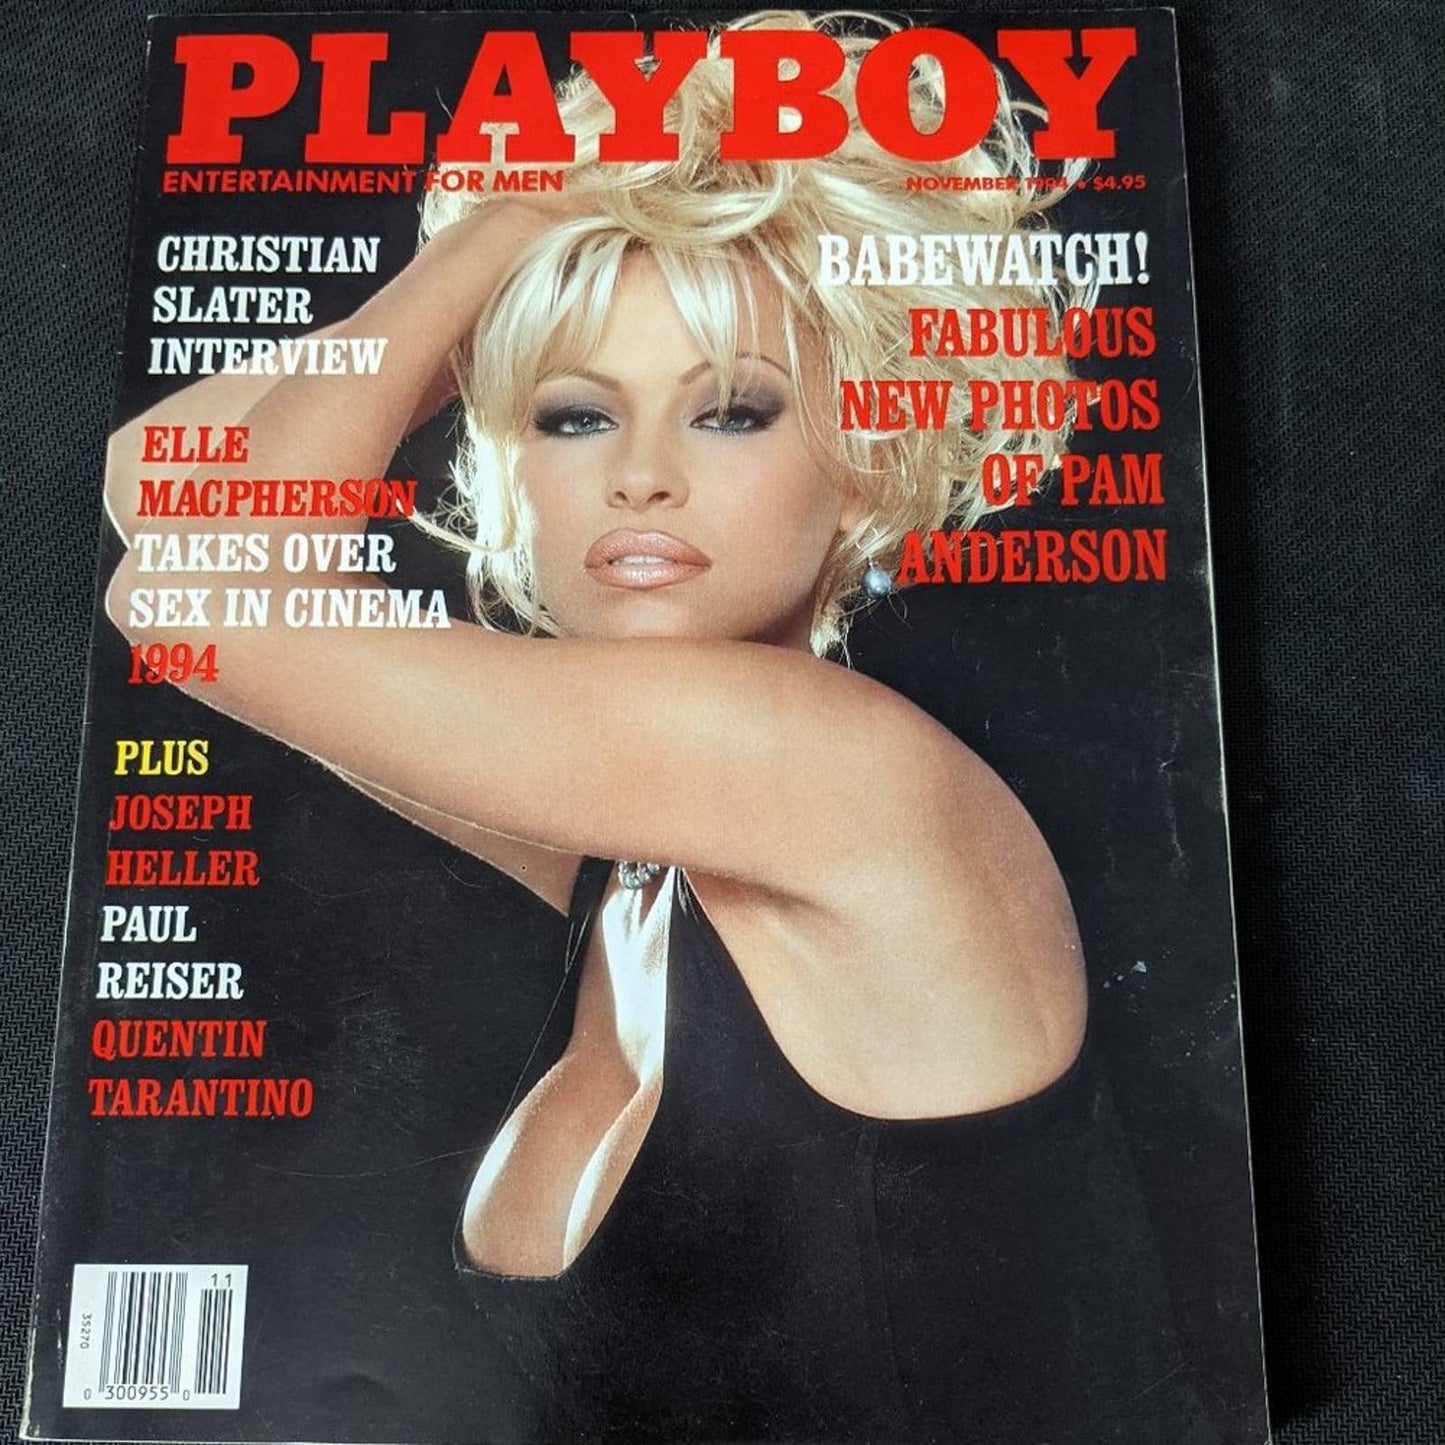 PLAYBOY
ENTERTAINMENT FOR MEN
NOVEMBER 1994 • $4.95
CHRISTIAN
SLATER
INTERVIEW
ELLE
MACPHERSON
TAKES OVER
SEX IN CINEMA
1994
PLUS
JOSEPH
HELLER
PAUL
REISER
QUENTIN
TARANTINO
BABEWATCH!
FABULOUS
NEW PHOTOS
OF PAM
ANDERSON
11
35270
0 300955 0